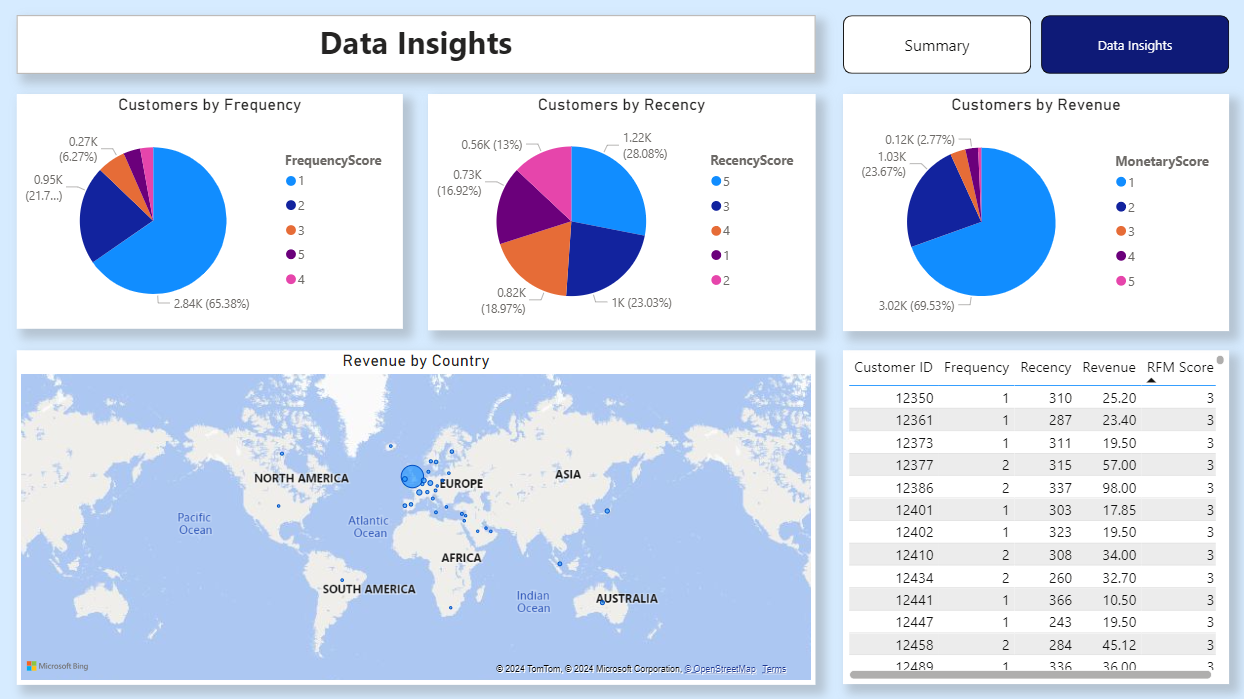 Data Insights
Summary
Data Insights
Customers by Frequency
0.27K
(6.27%)
0.95K
(21.7...)
2.84K (65.38%)
FrequencyScore
1
2
3
5
4
Customers by Recency
0.56K (13%)
1.22K
(28.08%)
0.73K
(16.92%)
0.82K
(18.97%)
1K (23.03%)
RecencyScore
5
3
4
1
2
Customers by Revenue
0.12K (2.77%)
1.03K
(23.67%)
3.02K (69.53%)
MonetaryScore
1
2
3
4
5
Revenue by Country
NORTH AMERICA
EUROPE
ASIA
Pacific
Ocean
Atlantic
Ocean
AFRICA
SOUTH AMERICA
Indian
Ocean
AUSTRALIA
Microsoft Bing
© 2024 TomTom, © 2024 Microsoft Corporation, © OpenStreetMap Terms
Customer ID Frequency Recency Revenue RFM Score
12350 1 310 25.20 3
12361 1 287 23.40 3
12373 1 311 19.50 3
12377 2 315 57.00 3
12386 2 337 98.00 3
12401 1 303 17.85 3
12402 1 323 19.50 3
12410 2 308 34.00 3
12434 2 260 32.70 3
12441 1 366 10.50 3
12447 1 243 19.50 3
12458 2 284 45.12 3
12489 1 336 36.00 3